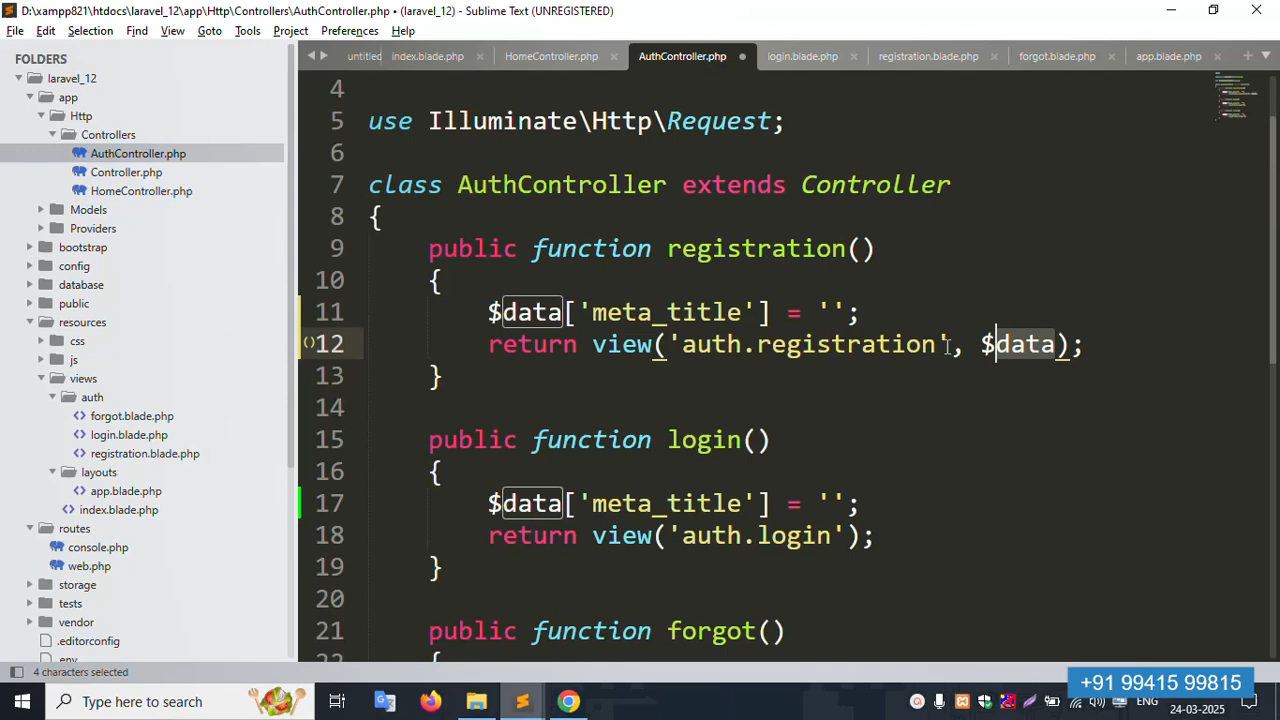 D:\xampp821\htdocs\laravel_12\app\Http\Controllers\AuthController.php • (laravel_12) - Sublime Text (UNREGISTERED)
File Edit Selection Find View Goto Tools Project Preferences Help
FOLDERS
laravel_12
app
Http
Controllers
AuthController.php
Controller.php
HomeController.php
Models
Providers
bootstrap
config
database
public
resources
css
js
views
auth
forgot.blade.php
login.blade.php
registration.blade.php
layouts
app.blade.php
index.blade.php
routes
console.php
web.php
storage
tests
vendor
.editorconfig
.env
untitled index.blade.php HomeController.php AuthController.php login.blade.php registration.blade.php forgot.blade.php app.blade.php
4
5 use Illuminate\Http\Request;
6
7 class AuthController extends Controller
8 {
9 public function registration()
10 {
11 $data['meta_title'] = '';
12 return view('auth.registration', $data);
13 }
14
15 public function login()
16 {
17 $data['meta_title'] = '';
18 return view('auth.login');
19 }
20
21 public function forgot()
22 {
4 characters selected
+91 99415 99815
Type here to search
ENG
24-03-2025